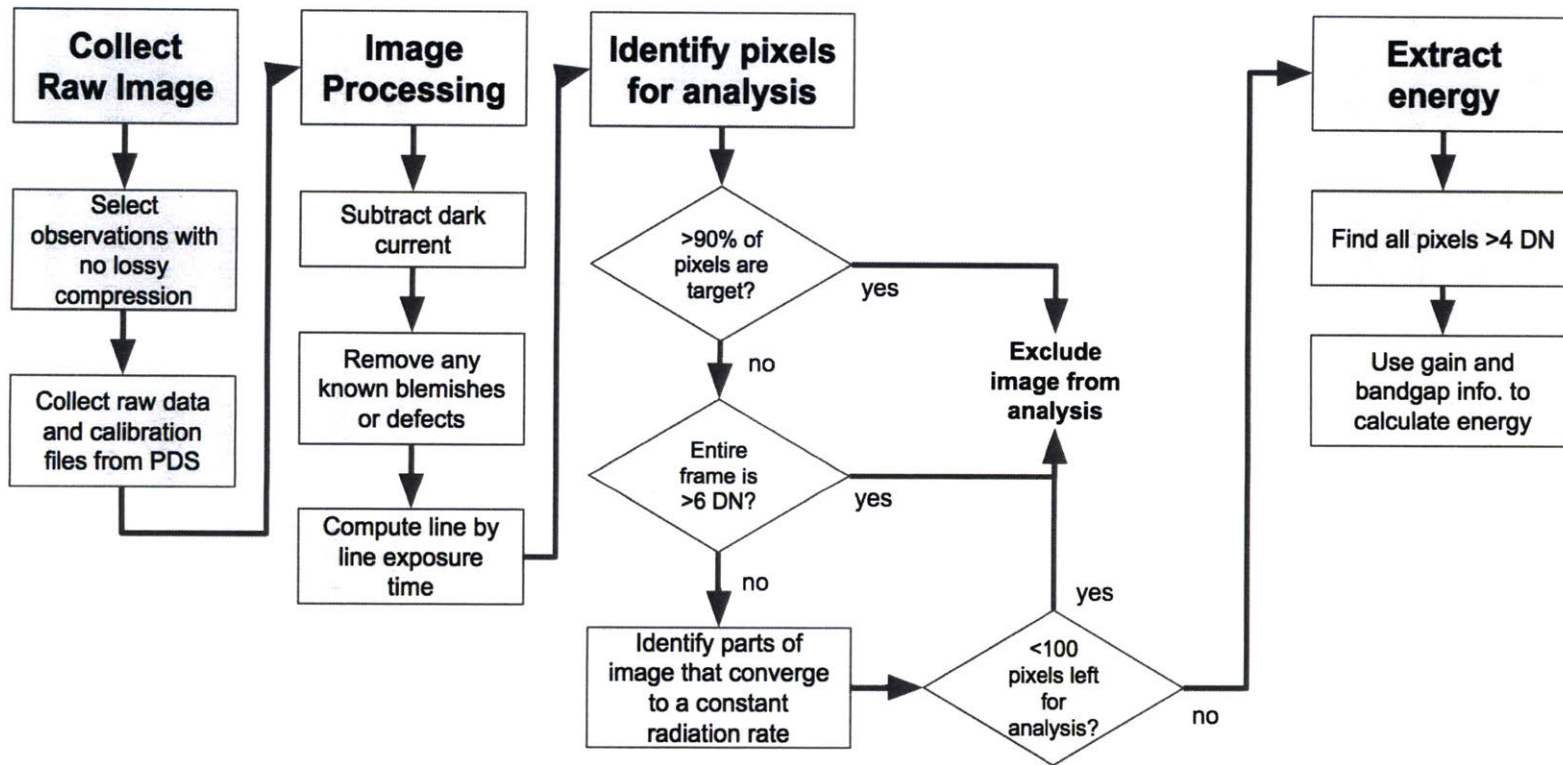 Collect
Raw Image
Select
observations with
no lossy
compression
Collect raw data
and calibration
files from PDS
Image
Processing
Subtract dark
current
Remove any
known blemishes
or defects
Compute line by
line exposure
time
Identify pixels
for analysis
>90% of
pixels are
target?
yes
no
Entire
frame is
>6 DN?
yes
no
Identify parts of
image that converge
to a constant
radiation rate
<100
pixels left
for
analysis?
yes
no
Exclude
image from
analysis
Extract
energy
Find all pixels >4 DN
Use gain and
bandgap info. to
calculate energy